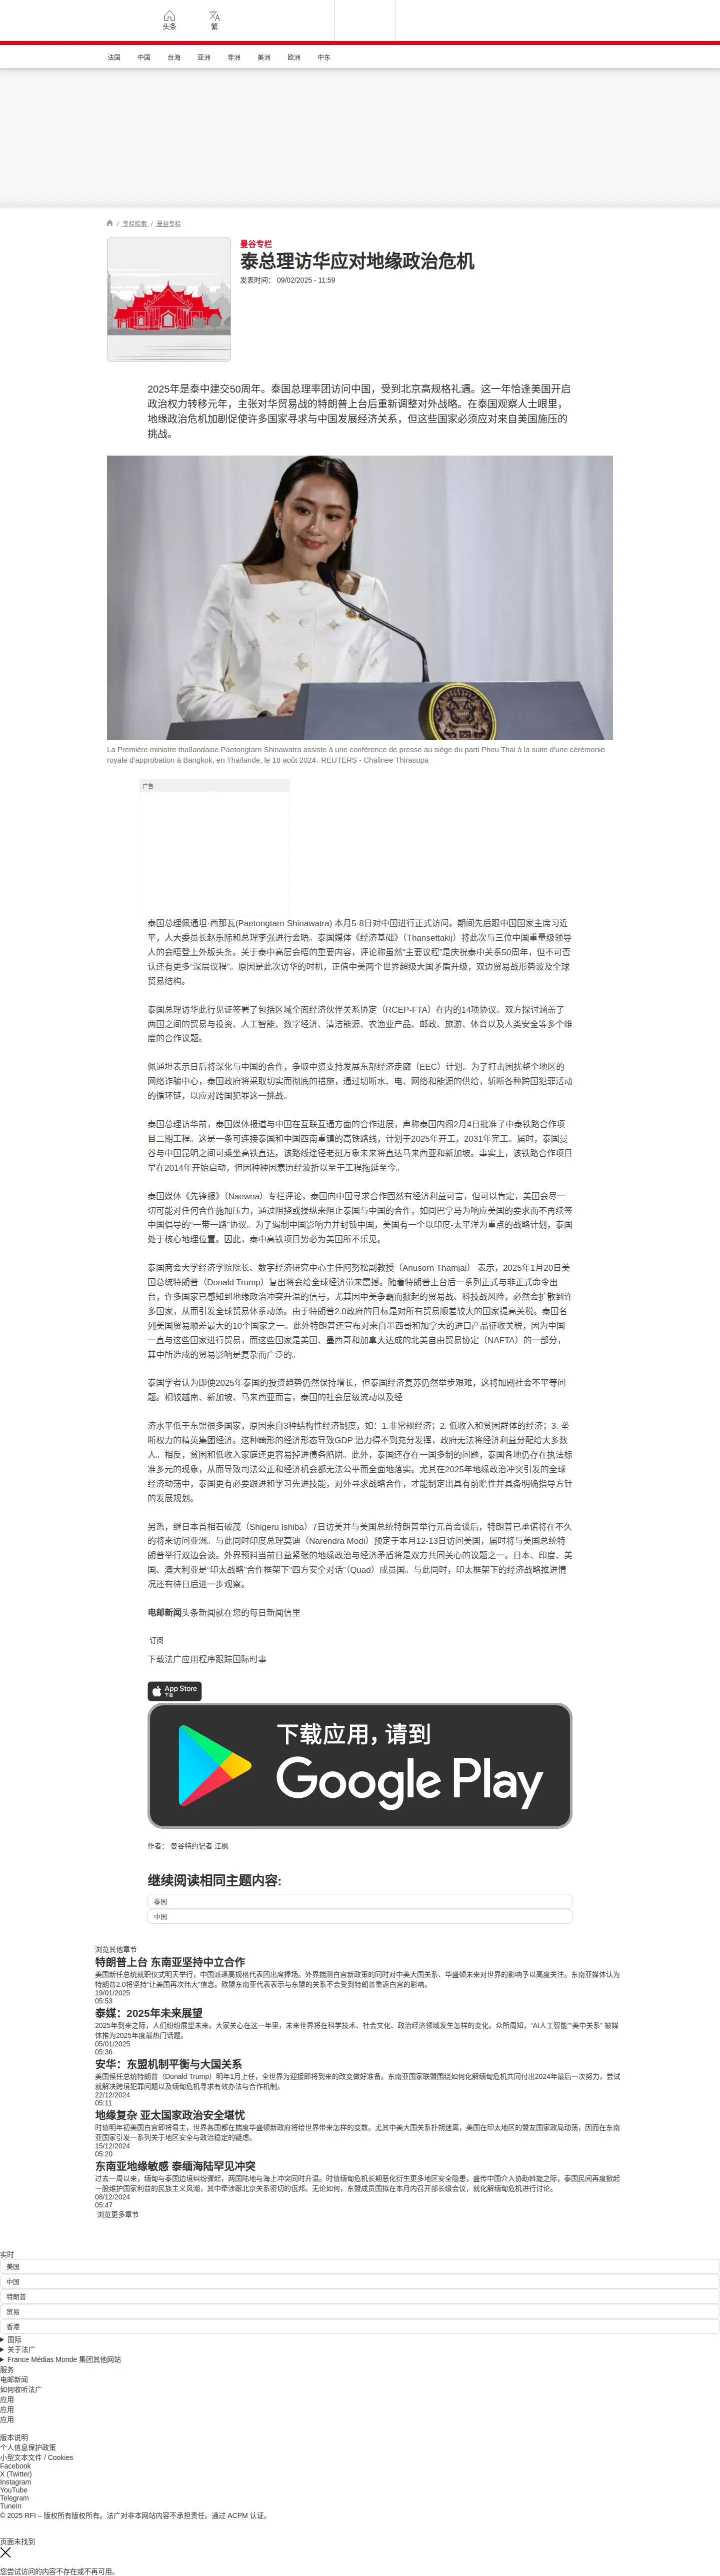 头条
繁
法国 中国 台海 亚洲 非洲 美洲 欧洲 中东
/ 专栏检索 / 曼谷专栏
曼谷专栏
泰总理访华应对地缘政治危机
发表时间： 09/02/2025 - 11:59
2025年是泰中建交50周年。泰国总理率团访问中国，受到北京高规格礼遇。这一年恰逢美国开启
政治权力转移元年，主张对华贸易战的特朗普上台后重新调整对外战略。在泰国观察人士眼里，
地缘政治危机加剧促使许多国家寻求与中国发展经济关系，但这些国家必须应对来自美国施压的
挑战。
La Première ministre thaïlandaise Paetongtarn Shinawatra assiste à une conférence de presse au siège du parti Pheu Thai à la suite d'une cérémonie
royale d'approbation à Bangkok, en Thaïlande, le 18 août 2024. REUTERS - Chalinee Thirasupa
广告
泰国总理佩通坦·西那瓦(Paetongtarn Shinawatra) 本月5-8日对中国进行正式访问。期间先后跟中国国家主席习近
平，人大委员长赵乐际和总理李强进行会晤。泰国媒体《经济基础》（Thansettakij）将此次与三位中国重量级领导
人的会晤登上外版头条。关于泰中高层会晤的重要内容，评论称虽然“主要议程”是庆祝泰中关系50周年，但不可否
认还有更多“深层议程”。原因是此次访华的时机，正值中美两个世界超级大国矛盾升级，双边贸易战形势波及全球
贸易结构。
泰国总理访华此行见证签署了包括区域全面经济伙伴关系协定（RCEP-FTA）在内的14项协议。双方探讨涵盖了
两国之间的贸易与投资、人工智能、数字经济、清洁能源、农渔业产品、邮政、旅游、体育以及人类安全等多个维
度的合作议题。
佩通坦表示日后将深化与中国的合作，争取中资支持发展东部经济走廊（EEC）计划。为了打击困扰整个地区的
网络诈骗中心，泰国政府将采取切实而彻底的措施，通过切断水、电、网络和能源的供给，斩断各种跨国犯罪活动
的循环链，以应对跨国犯罪这一挑战。
泰国总理访华前，泰国媒体报道与中国在互联互通方面的合作进展，声称泰国内阁2月4日批准了中泰铁路合作项
目二期工程。这是一条可连接泰国和中国西南重镇的高铁路线，计划于2025年开工，2031年完工。届时，泰国曼
谷与中国昆明之间可乘坐高铁直达。该路线途径老挝万象未来将直达马来西亚和新加坡。事实上，该铁路合作项目
早在2014年开始启动，但因种种因素历经波折以至于工程拖延至今。
泰国媒体《先锋报》（Naewna）专栏评论，泰国向中国寻求合作固然有经济利益可言，但可以肯定，美国会尽一
切可能对任何合作施加压力，通过阻挠或操纵来阻止泰国与中国的合作，如同巴拿马为响应美国的要求而不再续签
中国倡导的“一带一路”协议。为了遏制中国影响力并封锁中国，美国有一个以印度-太平洋为重点的战略计划，泰国
处于核心地理位置。因此，泰中高铁项目势必为美国所不乐见。
泰国商会大学经济学院院长、数字经济研究中心主任阿努松副教授（Anusorn Thamjai） 表示，2025年1月20日美
国总统特朗普（Donald Trump）复出将会给全球经济带来震撼。随着特朗普上台后一系列正式与非正式命令出
台，许多国家已感知到地缘政治冲突升温的信号，尤其因中美争霸而掀起的贸易战、科技战风险，必然会扩散到许
多国家，从而引发全球贸易体系动荡。由于特朗普2.0政府的目标是对所有贸易顺差较大的国家提高关税。泰国名
列美国贸易顺差最大的10个国家之一。此外特朗普还宣布对来自墨西哥和加拿大的进口产品征收关税，因为中国
一直与这些国家进行贸易，而这些国家是美国、墨西哥和加拿大达成的北美自由贸易协定（NAFTA）的一部分，
其中所造成的贸易影响是复杂而广泛的。
泰国学者认为即便2025年泰国的投资趋势仍然保持增长，但泰国经济复苏仍然举步艰难，这将加剧社会不平等问
题。相较越南、新加坡、马来西亚而言，泰国的社会层级流动以及经
济水平低于东盟很多国家，原因来自3种结构性经济制度，如：1.非常规经济；2. 低收入和贫困群体的经济；3. 垄
断权力的精英集团经济。这种畸形的经济形态导致GDP 潜力得不到充分发挥，政府无法将经济利益分配给大多数
人。相反，贫困和低收入家庭还更容易掉进债务陷阱。此外，泰国还存在一国多制的问题，泰国各地仍存在执法标
准多元的现象，从而导致司法公正和经济机会都无法公平而全面地落实。尤其在2025年地缘政治冲突引发的全球
经济动荡中，泰国更有必要跟进和学习先进技能，对外寻求战略合作，才能制定出具有前瞻性并具备明确指导方针
的发展规划。
另悉，继日本首相石破茂（Shigeru Ishiba）7日访美并与美国总统特朗普举行元首会谈后，特朗普已承诺将在不久
的将来访问亚洲。与此同时印度总理莫迪（Narendra Modi）预定于本月12-13日访问美国，届时将与美国总统特
朗普举行双边会谈。外界预料当前日益紧张的地缘政治与经济矛盾将是双方共同关心的议题之一。日本、印度、美
国、澳大利亚是“印太战略”合作框架下“四方安全对话”（Quad）成员国。与此同时，印太框架下的经济战略推进情
况还有待日后进一步观察。
电邮新闻头条新闻就在您的每日新闻信里
订阅
下载法广应用程序跟踪国际时事
App Store
下载
下载应用，请到
Google Play
作者： 曼谷特约记者 江枫
继续阅读相同主题内容:
泰国
中国
浏览其他章节
特朗普上台 东南亚坚持中立合作
美国新任总统就职仪式明天举行，中国派遣高规格代表团出席捧场。外界揣测白宫新政策的同时对中美大国关系、华盛顿未来对世界的影响予以高度关注。东南亚媒体认为
特朗普2.0将坚持“让美国再次伟大”信念。欧盟东南亚代表表示与东盟的关系不会受到特朗普重返白宫的影响。
19/01/2025
05:53
泰媒：2025年未来展望
2025年到来之际，人们纷纷展望未来。大家关心在这一年里，未来世界将在科学技术、社会文化、政治经济领域发生怎样的变化。众所周知，“AI人工智能”“美中关系” 被媒
体推为2025年度最热门话题。
05/01/2025
05:36
安华：东盟机制平衡与大国关系
美国候任总统特朗普（Donald Trump）明年1月上任，全世界为迎接即将到来的改变做好准备。东南亚国家联盟围绕如何化解缅甸危机共同付出2024年最后一次努力，尝试
就解决跨境犯罪问题以及缅甸危机寻求有效办法与合作机制。
22/12/2024
05:11
地缘复杂 亚太国家政治安全堪忧
时值明年初美国白宫即将易主，世界各国都在揣度华盛顿新政府将给世界带来怎样的变数。尤其中美大国关系扑朔迷离，美国在印太地区的盟友国家政局动荡，因而在东南
亚国家引发一系列关于地区安全与政治稳定的疑虑。
15/12/2024
05:20
东南亚地缘敏感 泰缅海陆罕见冲突
过去一周以来，缅甸与泰国边境纠纷骤起，两国陆地与海上冲突同时升温。时值缅甸危机长期恶化衍生更多地区安全隐患，盛传中国介入协助斡旋之际，泰国民间再度掀起
一股维护国家利益的民族主义风潮，其中牵涉跟北京关系密切的佤邦。无论如何，东盟成员国拟在本月内召开部长级会议，就化解缅甸危机进行讨论。
08/12/2024
05:47
浏览更多章节
实时
美国
中国
特朗普
贸易
香港
国际
关于法广
France Médias Monde 集团其他网站
服务
电邮新闻
如何收听法广
应用
应用
应用
版本说明
个人信息保护政策
小型文本文件 / Cookies
Facebook
X (Twitter)
Instagram
YouTube
Telegram
TuneIn
© 2025 RFI – 版权所有版权所有。法广对非本网站内容不承担责任。通过 ACPM 认证。
页面未找到
您尝试访问的内容不存在或不再可用。